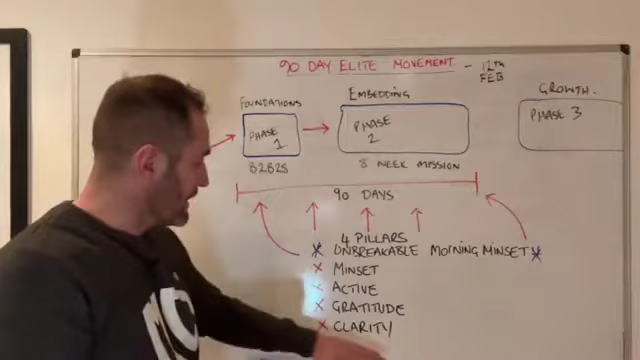 90 DAY ELITE MOVEMENT - 12TH FEB
FOUNDATIONS
EMBEDDING
GROWTH.
PHASE 1
PHASE 2
PHASE 3
82828
8 WEEK MISSION
90 DAYS
4 PILLARS
UNBREAKABLE MORNING MINSET
MINSET
ACTIVE
GRATITUDE
CLARITY